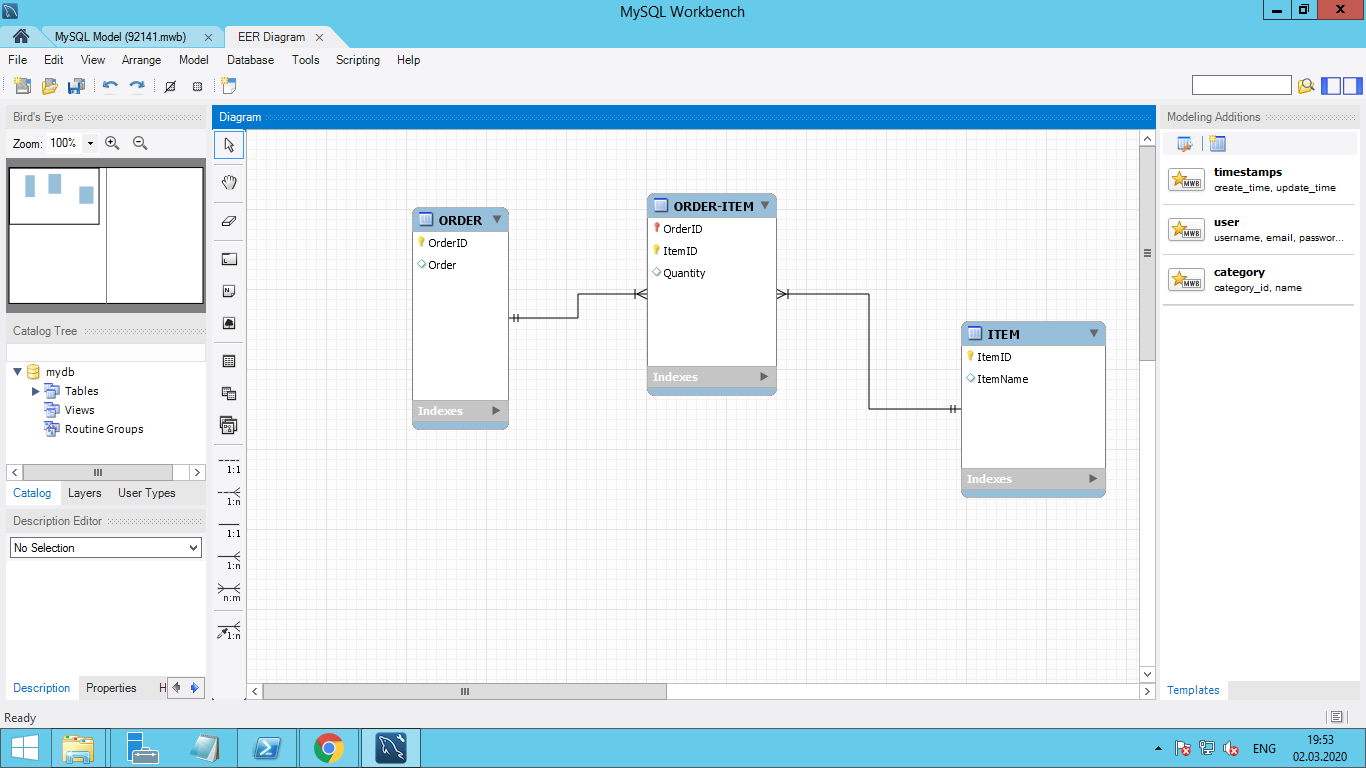 MySQL Workbench
MySQL Model (92141.mwb)
EER Diagram
File Edit View Arrange Model Database Tools Scripting Help
Bird's Eye
Zoom: 100%
Catalog Tree
mydb
Tables
Views
Routine Groups
Catalog Layers User Types
Description Editor
No Selection
Description Properties H
Diagram
1:1
1:n
1:1
1:n
n:m
1:n
ORDER
OrderID
Order
Indexes
ORDER-ITEM
OrderID
ItemID
Quantity
Indexes
ITEM
ItemID
ItemName
Indexes
Modeling Additions
MWB
timestamps
create_time, update_time
MWB
user
username, email, passwor...
MWB
category
category_id, name
Templates
Ready
ENG
19:53
02.03.2020